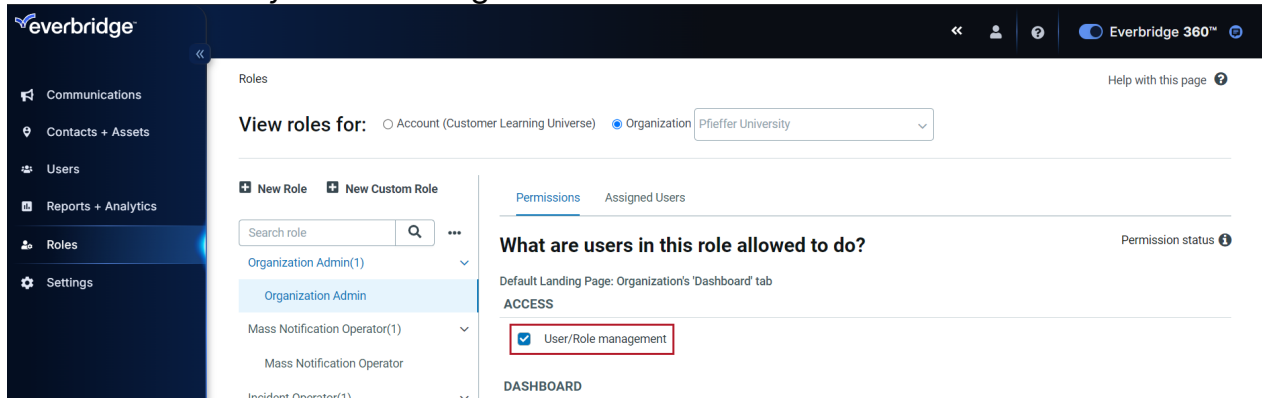 everbridge
Everbridge 360™
Communications
Contacts + Assets
Users
Reports + Analytics
Roles
Settings
Roles
Help with this page
View roles for:
Account (Customer Learning Universe)
Organization
Pfieffer University
New Role
New Custom Role
Search role
Organization Admin(1)
Organization Admin
Mass Notification Operator(1)
Mass Notification Operator
Incident Operator(1)
Permissions
Assigned Users
What are users in this role allowed to do?
Permission status
Default Landing Page: Organization's 'Dashboard' tab
ACCESS
User/Role management
DASHBOARD